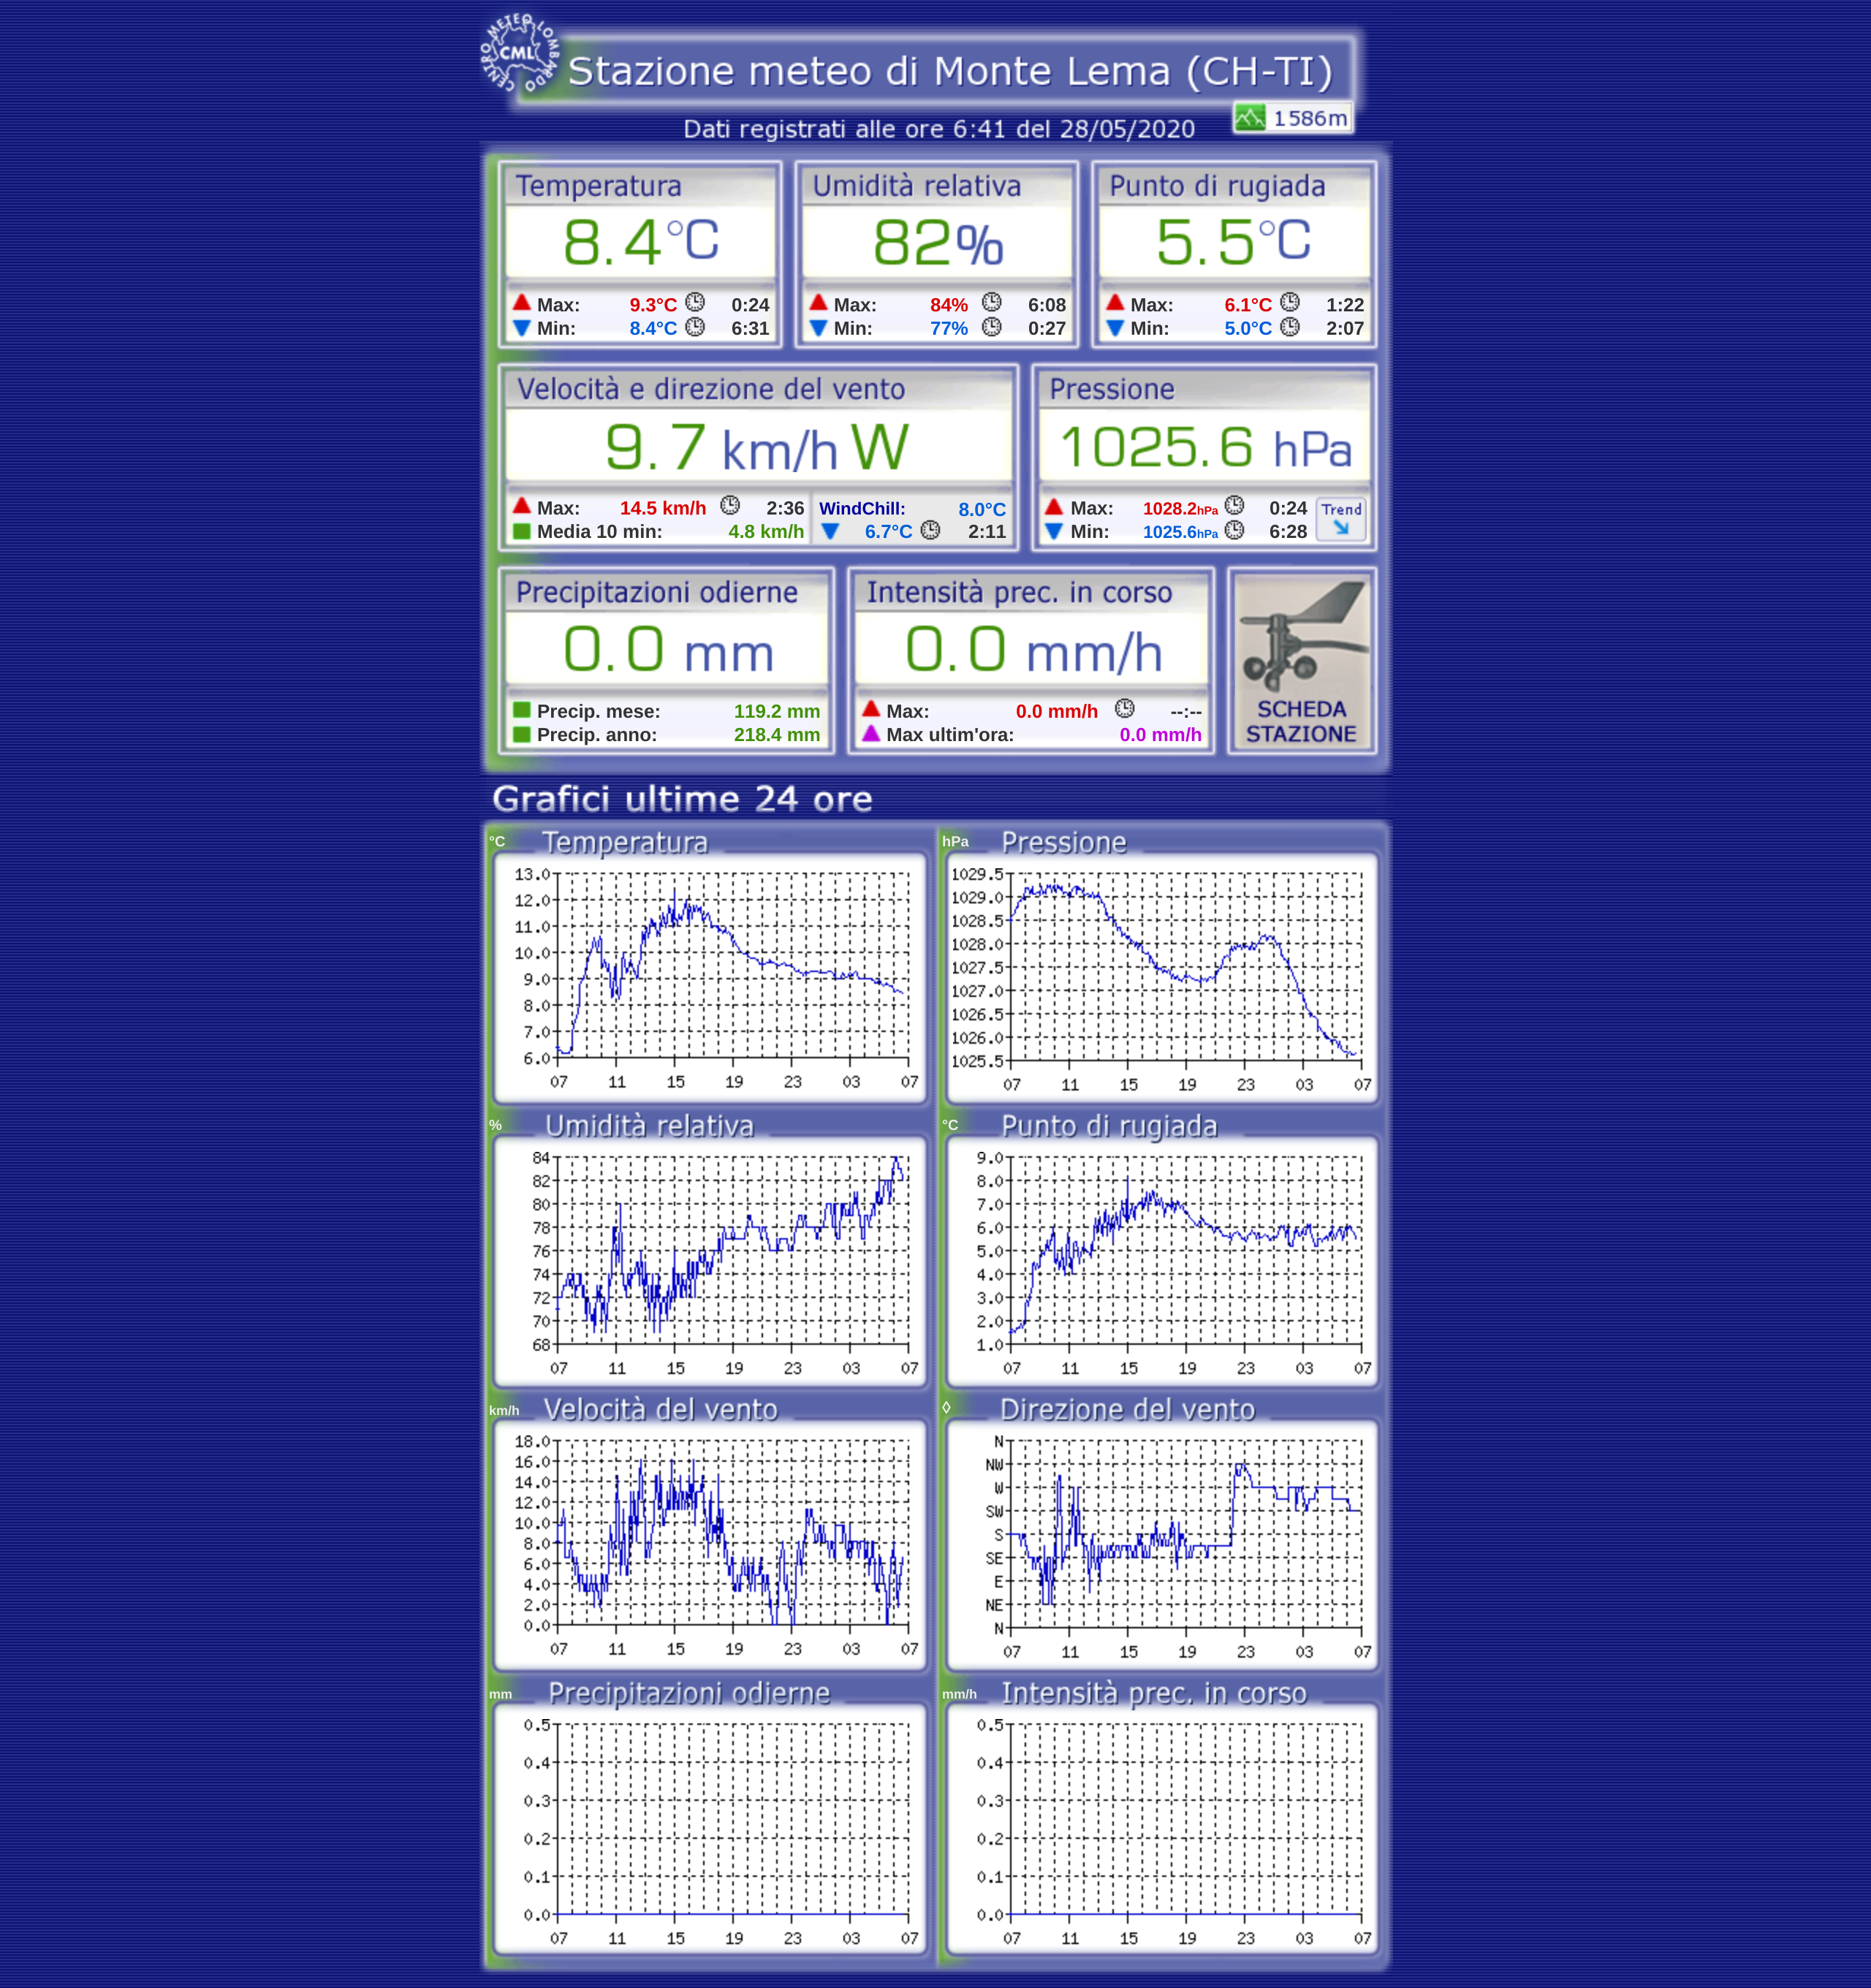 CENTRO METEO LOMBARDO
CML
Stazione meteo di Monte Lema (CH-TI)
1586m
Dati registrati alle ore 6:41 del 28/05/2020
Temperatura
8.4°C
Max: 9.3°C 0:24
Min: 8.4°C 6:31
Umidità relativa
82%
Max: 84% 6:08
Min: 77% 0:27
Punto di rugiada
5.5°C
Max: 6.1°C 1:22
Min: 5.0°C 2:07
Velocità e direzione del vento
9.7 km/h W
Max: 14.5 km/h 2:36
Media 10 min: 4.8 km/h
WindChill: 8.0°C
6.7°C 2:11
Pressione
1025.6 hPa
Max: 1028.2hPa 0:24
Min: 1025.6hPa 6:28
Trend
Precipitazioni odierne
0.0 mm
Precip. mese: 119.2 mm
Precip. anno: 218.4 mm
Intensità prec. in corso
0.0 mm/h
Max: 0.0 mm/h --:--
Max ultim'ora: 0.0 mm/h
SCHEDA
STAZIONE
Grafici ultime 24 ore
°C Temperatura
13.0
12.0
11.0
10.0
9.0
8.0
7.0
6.0
07 11 15 19 23 03 07
hPa Pressione
1029.5
1029.0
1028.5
1028.0
1027.5
1027.0
1026.5
1026.0
1025.5
07 11 15 19 23 03 07
% Umidità relativa
84
82
80
78
76
74
72
70
68
07 11 15 19 23 03 07
°C Punto di rugiada
9.0
8.0
7.0
6.0
5.0
4.0
3.0
2.0
1.0
07 11 15 19 23 03 07
km/h Velocità del vento
18.0
16.0
14.0
12.0
10.0
8.0
6.0
4.0
2.0
0.0
07 11 15 19 23 03 07
◊ Direzione del vento
N
NW
W
SW
S
SE
E
NE
N
07 11 15 19 23 03 07
mm Precipitazioni odierne
0.5
0.4
0.3
0.2
0.1
0.0
07 11 15 19 23 03 07
mm/h Intensità prec. in corso
0.5
0.4
0.3
0.2
0.1
0.0
07 11 15 19 23 03 07